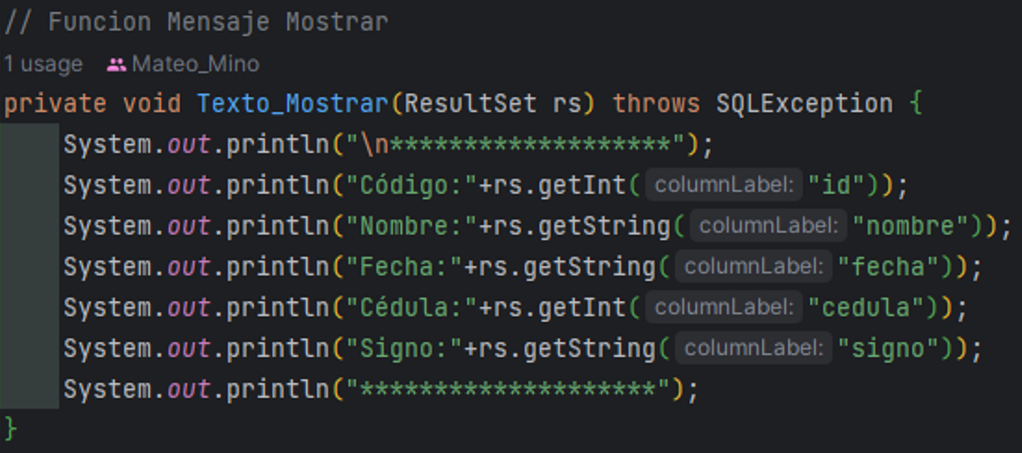 // Funcion Mensaje Mostrar
1 usage Mateo_Mino
private void Texto_Mostrar(ResultSet rs) throws SQLException {
System.out.println("\n*******************");
System.out.println("Código:"+rs.getInt( columnLabel: "id"));
System.out.println("Nombre:"+rs.getString( columnLabel: "nombre"));
System.out.println("Fecha:"+rs.getString( columnLabel: "fecha"));
System.out.println("Cédula:"+rs.getInt( columnLabel: "cedula"));
System.out.println("Signo:"+rs.getString( columnLabel: "signo"));
System.out.println("********************");
}